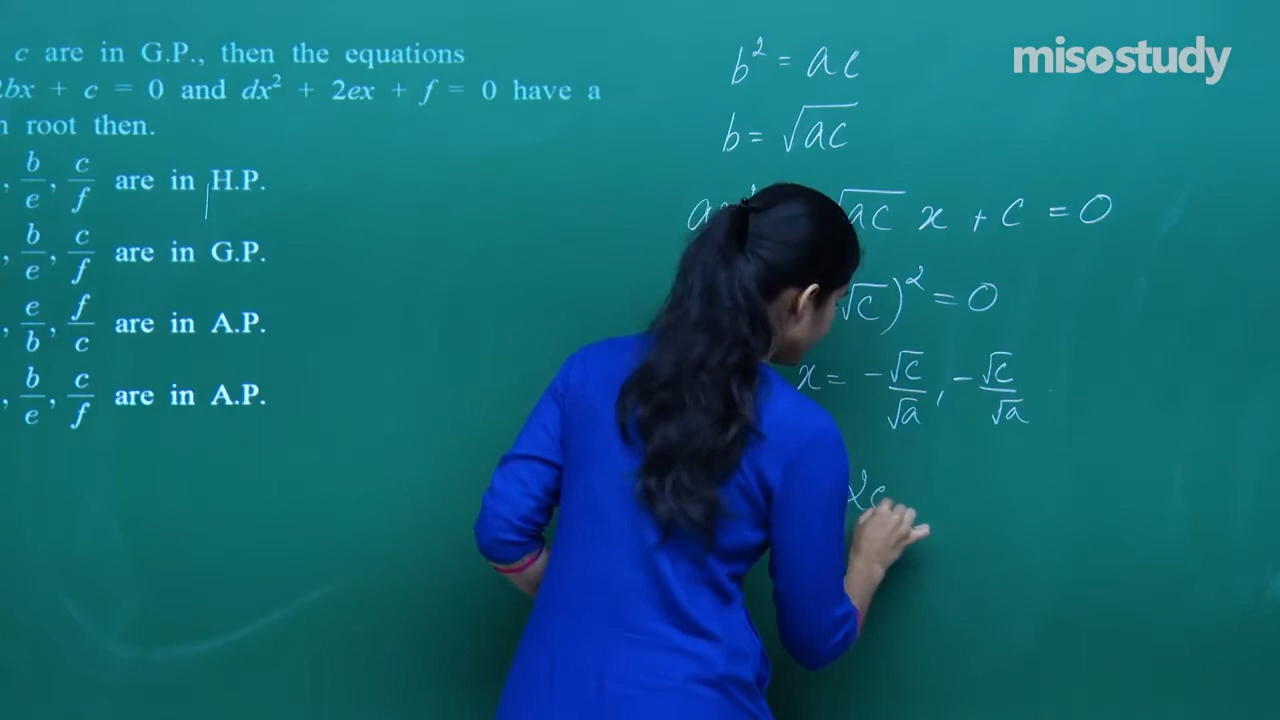 misostudy
c are in G.P., then the equations
2bx + c = 0 and dx² + 2ex + f = 0 have a
root then.
, b/e, c/f are in H.P.
, b/e, c/f are in G.P.
, e/b, f/c are in A.P.
, b/e, c/f are in A.P.
b² = ac
b = √ac
√ac x + c = 0
√c)² = 0
x = -√c/√a, -√c/√a